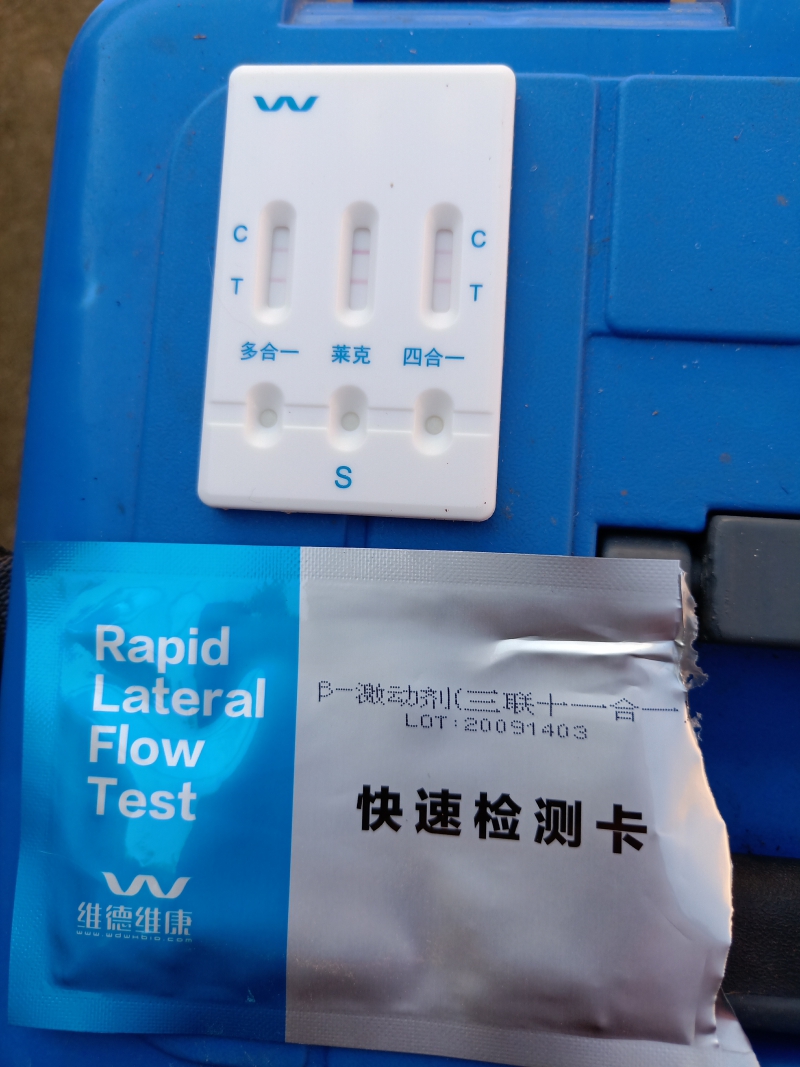 C
C
T
T
多合一
莱克
四合一
S
Rapid
Lateral
Flow
Test
β-激动剂(三联十一合一
LOT:20091403
快速检测卡
维德维康